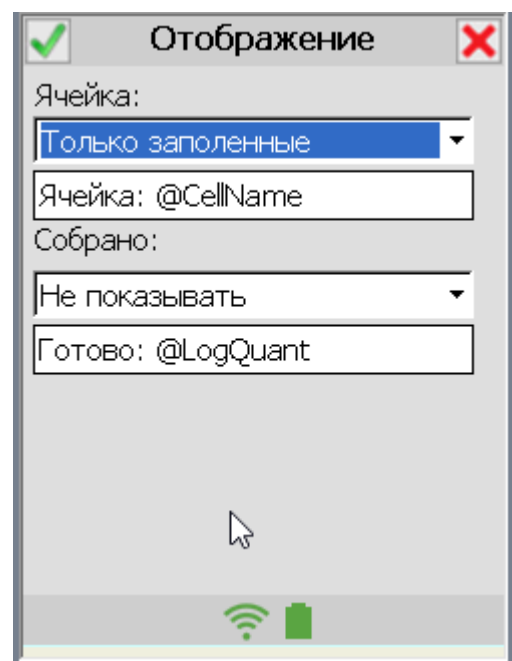 Отображение
Ячейка:
Только заполенные
Ячейка: @CellName
Собрано:
Не показывать
Готово: @LogQuant